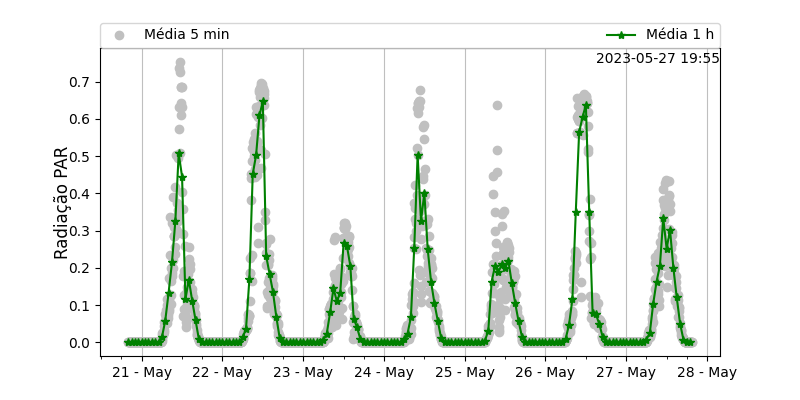 Média 5 min
Média 1 h
2023-05-27 19:55
Radiação PAR
0.7
0.6
0.5
0.4
0.3
0.2
0.1
0.0
21 - May
22 - May
23 - May
24 - May
25 - May
26 - May
27 - May
28 - May